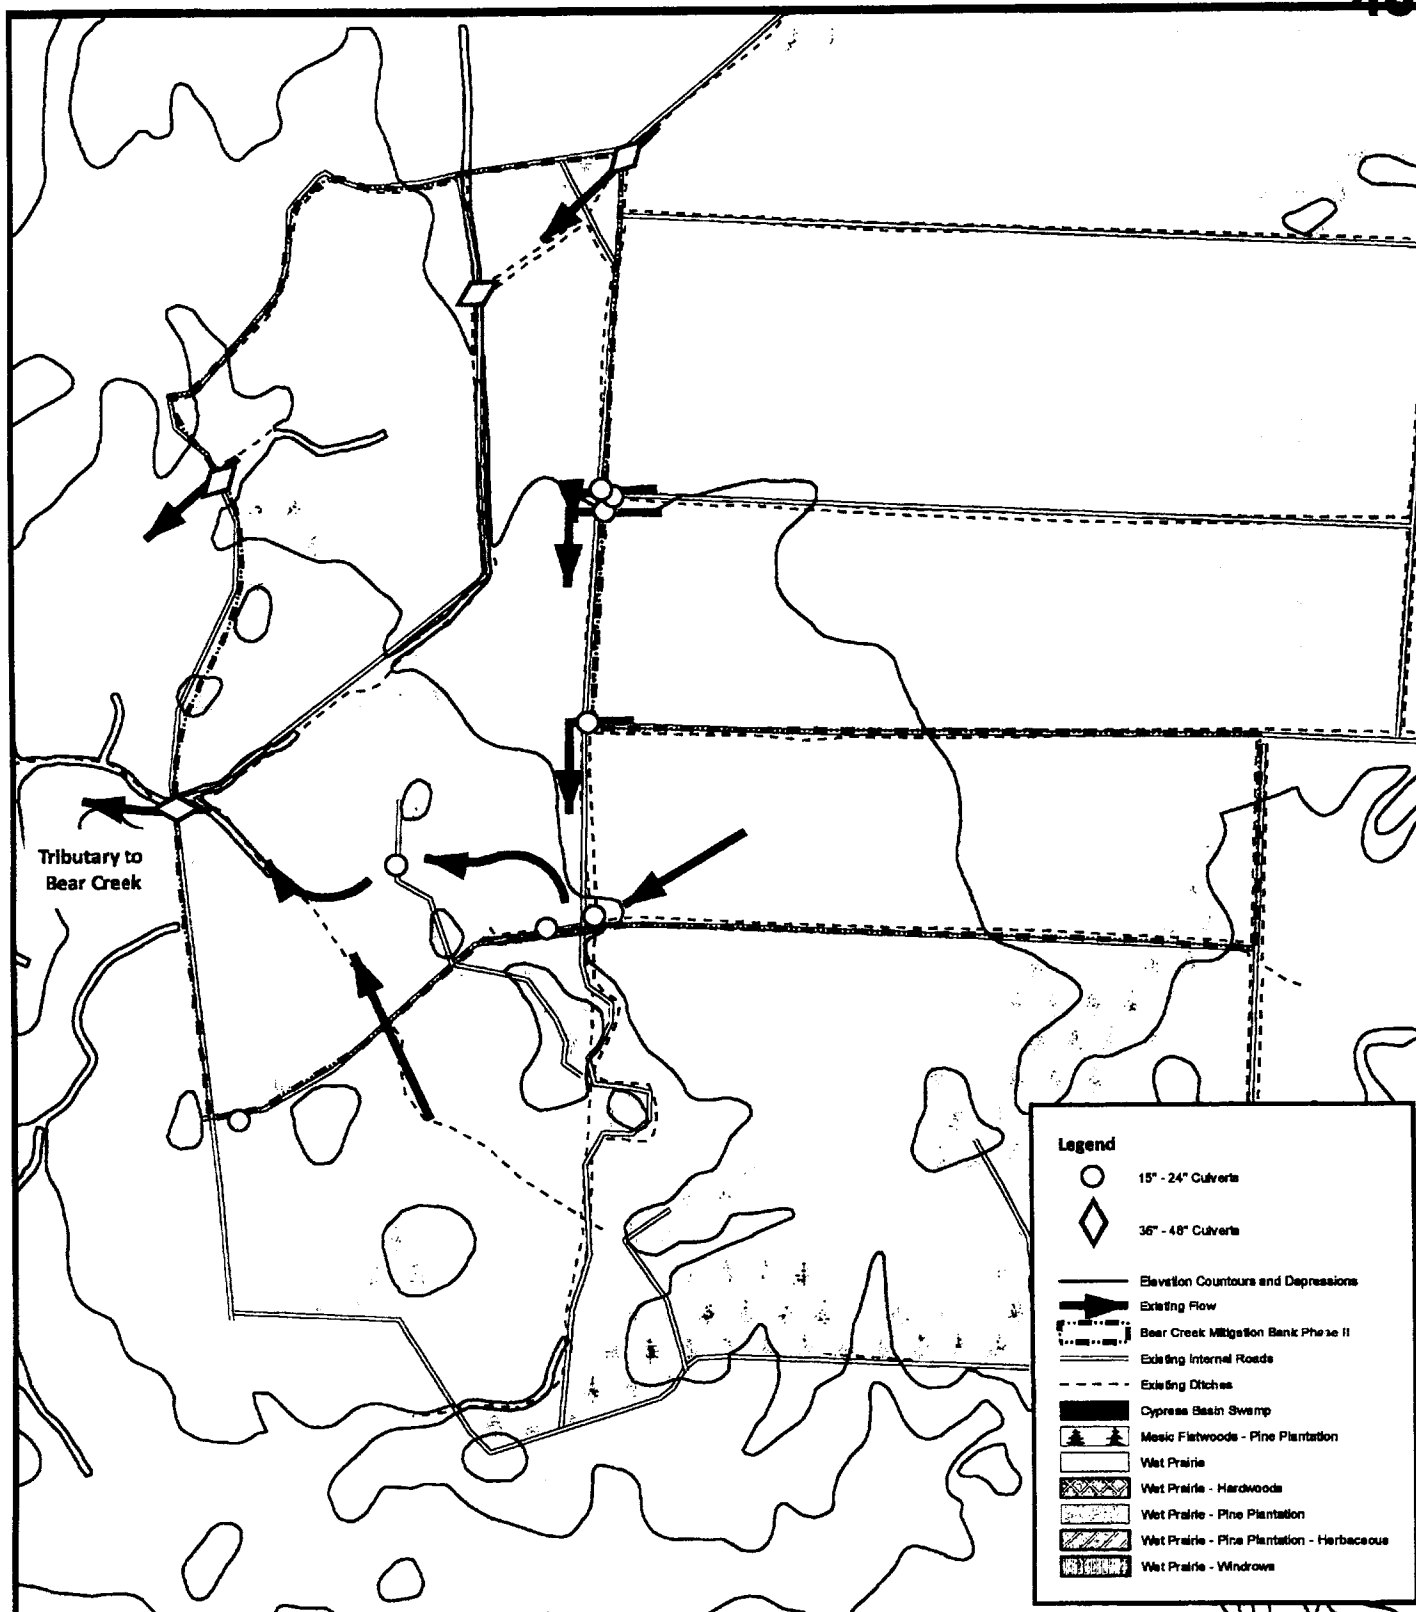 Tributary to
Bear Creek
Legend
15" - 24" Culverts
36" - 48" Culverts
Elevation Countours and Depressions
Existing Flow
Bear Creek Mitigation Bank Phase II
Existing Internal Roads
Existing Ditches
Cypress Basin Swamp
Mesic Flatwoods - Pine Plantation
Wet Prairie
Wet Prairie - Hardwoods
Wet Prairie - Pine Plantation
Wet Prairie - Pine Plantation - Herbaceous
Wet Prairie - Windrows